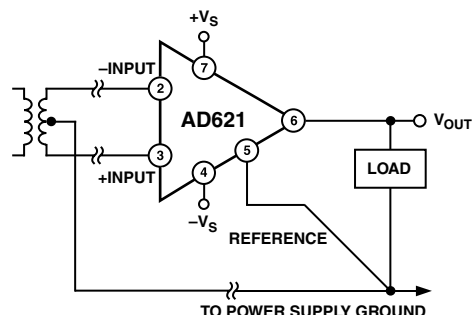 +VS
–INPUT
7
2
AD621
6
VOUT
3
5
+INPUT
4
LOAD
–VS
REFERENCE
TO POWER SUPPLY GROUND